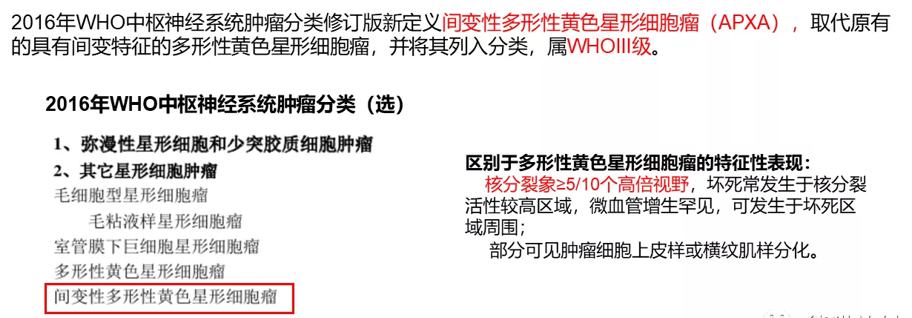 2016年WHO中枢神经系统肿瘤分类修订版新定义间变性多形性黄色星形细胞瘤（APXA），取代原有
的具有间变特征的多形性黄色星形细胞瘤，并将其列入分类，属WHOIII级。
2016年WHO中枢神经系统肿瘤分类（选）
1、弥漫性星形细胞和少突胶质细胞肿瘤
2、其它星形细胞肿瘤
毛细胞型星形细胞瘤
毛粘液样星形细胞瘤
室管膜下巨细胞星形细胞瘤
多形性黄色星形细胞瘤
间变性多形性黄色星形细胞瘤
区别于多形性黄色星形细胞瘤的特征性表现：
核分裂象≥5/10个高倍视野，坏死常发生于核分裂
活性较高区域，微血管增生罕见，可发生于坏死区
域周围；
部分可见肿瘤细胞上皮样或横纹肌样分化。